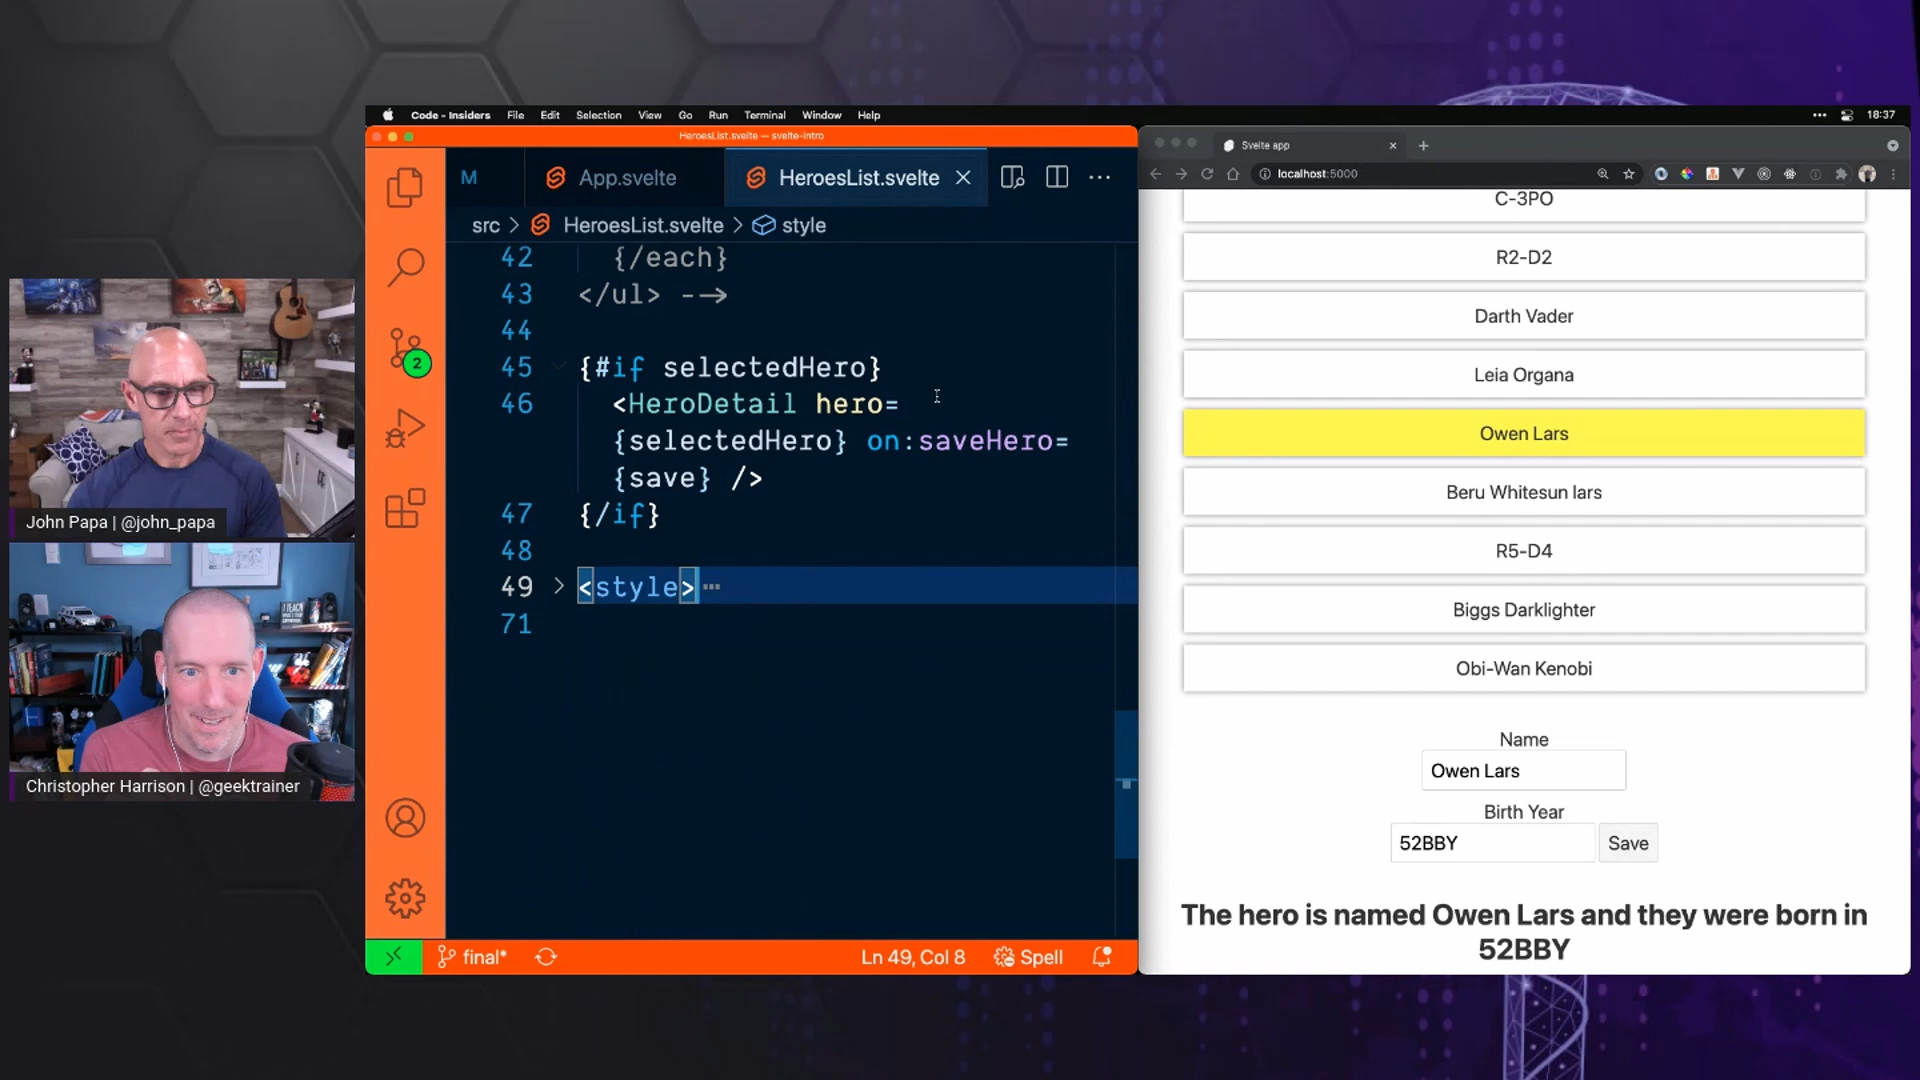 Code - Insiders File Edit Selection View Go Run Terminal Window Help
18:37
HeroesList.svelte — svelte-intro
M
App.svelte
HeroesList.svelte
src > HeroesList.svelte > style
42 {/each}
43 </ul> -->
44
45 {#if selectedHero}
46 <HeroDetail hero=
{selectedHero} on:saveHero=
{save} />
47 {/if}
48
49 <style>
71
2
final*
Ln 49, Col 8
Spell
Svelte app
localhost:5000
C-3PO
R2-D2
Darth Vader
Leia Organa
Owen Lars
Beru Whitesun lars
R5-D4
Biggs Darklighter
Obi-Wan Kenobi
Name
Owen Lars
Birth Year
52BBY
Save
The hero is named Owen Lars and they were born in
52BBY
John Papa | @john_papa
I TEACH
Christopher Harrison | @geektrainer